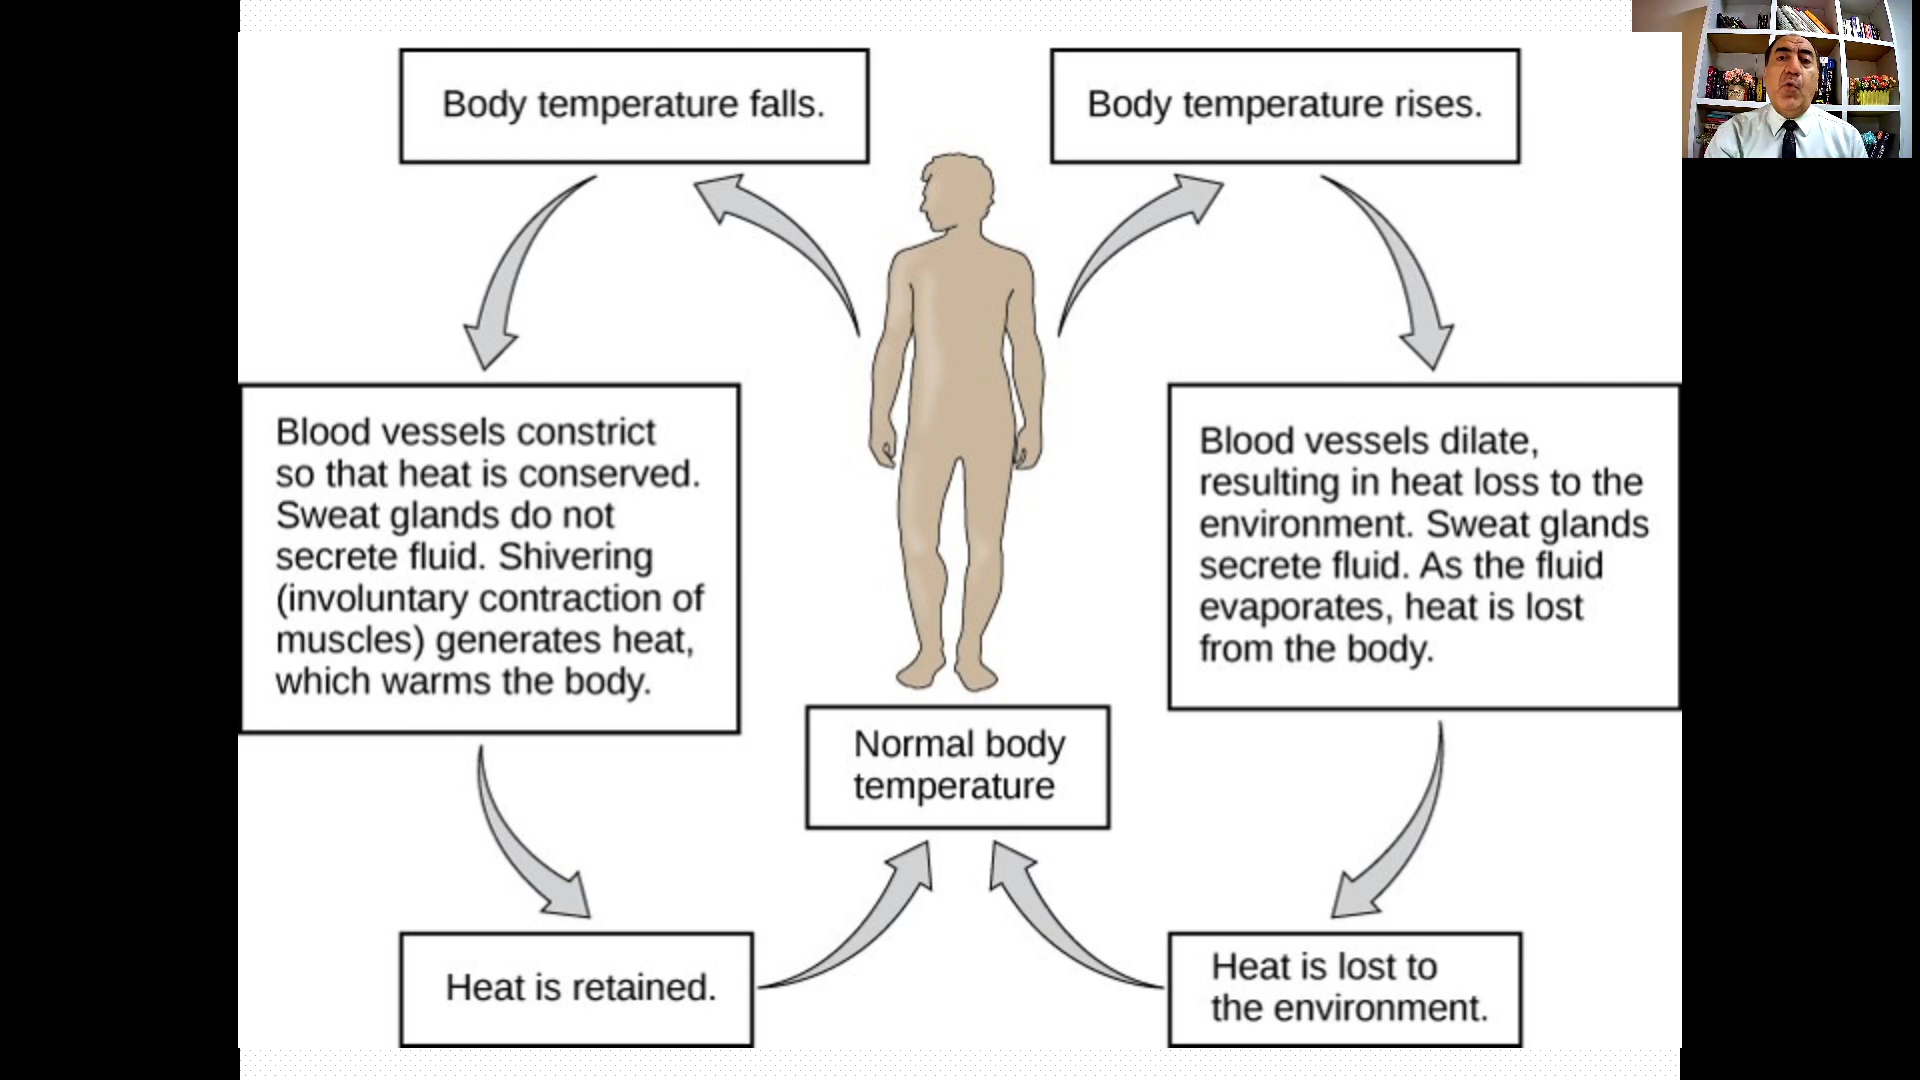 Body temperature falls.
Body temperature rises.
Blood vessels constrict
so that heat is conserved.
Sweat glands do not
secrete fluid. Shivering
(involuntary contraction of
muscles) generates heat,
which warms the body.
Blood vessels dilate,
resulting in heat loss to the
environment. Sweat glands
secrete fluid. As the fluid
evaporates, heat is lost
from the body.
Normal body
temperature
Heat is retained.
Heat is lost to
the environment.